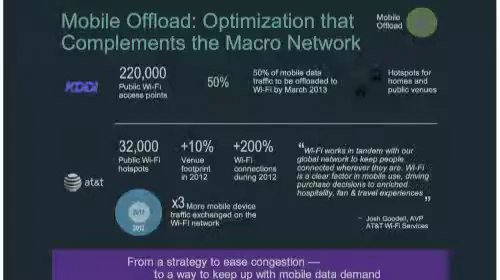 Mobile Offload: Optimization that
Complements the Macro Network
Mobile
Offload
KDDI
220,000
Public Wi-Fi
access points
50%
50% of mobile data
traffic to be offloaded to
Wi-Fi by March 2013
Hotspots for
homes and
public venues
at&t
32,000
Public Wi-Fi
hotspots
+10%
Venue
footprint
in 2012
+200%
Wi-Fi
connections
during 2012
"Wi-Fi works in tandem with our
global network to keep people
connected wherever they are. Wi-Fi
is a clear factor in mobile use, driving
purchase decisions to enriched
hospitality, fan & travel experiences"
– Josh Goodell, AVP
AT&T Wi-Fi Services
2011
2012
x3 More mobile device
traffic exchanged on the
Wi-Fi network
From a strategy to ease congestion —
to a way to keep up with mobile data demand